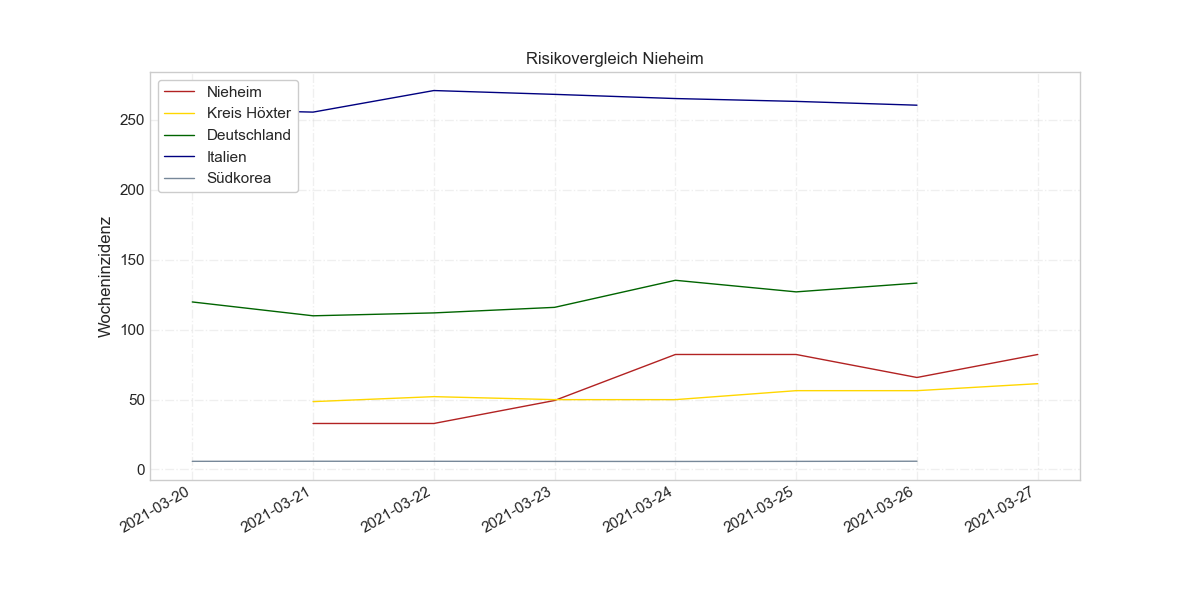 Risikovergleich Nieheim
Nieheim
Kreis Höxter
Deutschland
Italien
Südkorea
Wocheninzidenz
250
200
150
100
50
0
2021-03-20
2021-03-21
2021-03-22
2021-03-23
2021-03-24
2021-03-25
2021-03-26
2021-03-27